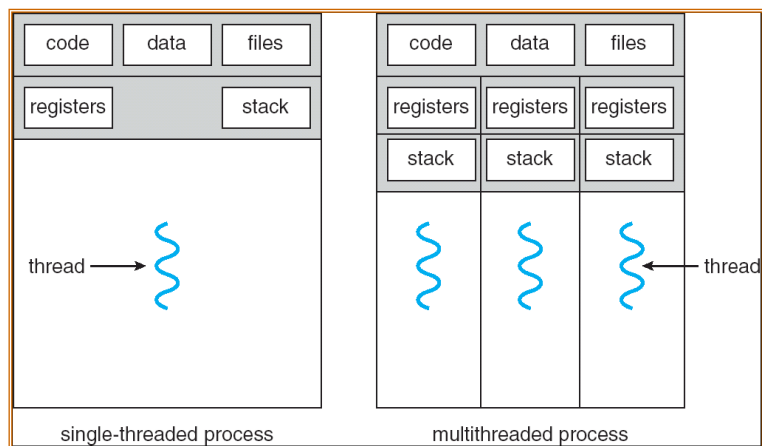 code data files code data files
registers stack registers registers registers
stack stack stack
thread thread
single-threaded process multithreaded process